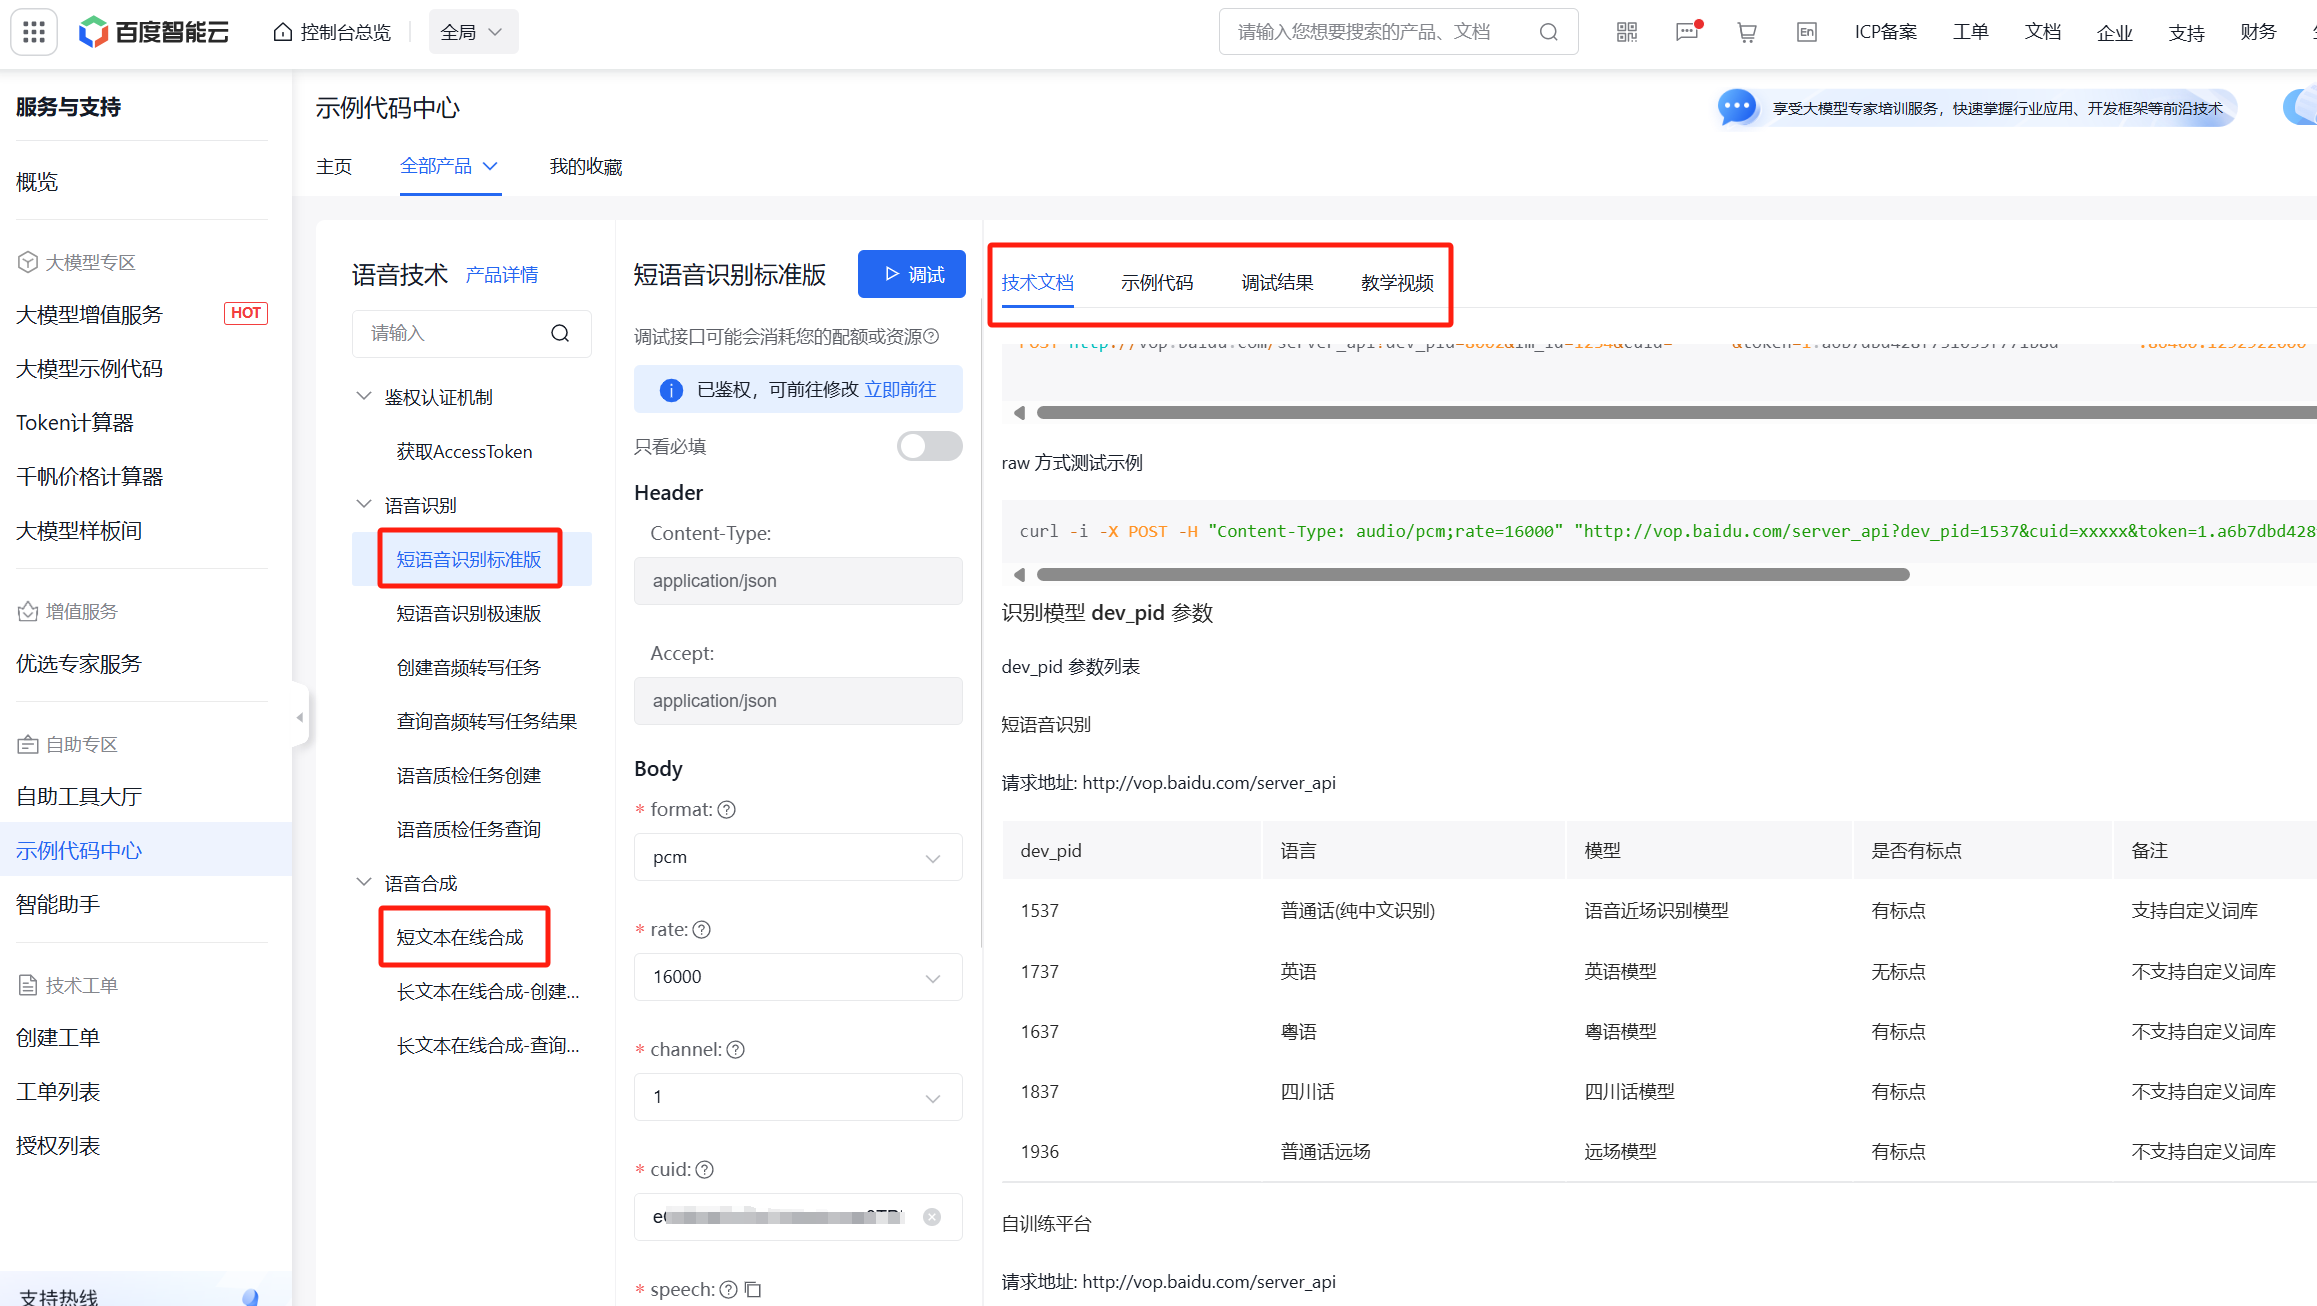 百度智能云
控制台总览
全局
请输入您想要搜索的产品、文档
En
ICP备案
工单
文档
企业
支持
财务
服务与支持
概览
大模型专区
大模型增值服务
HOT
大模型示例代码
Token计算器
千帆价格计算器
大模型样板间
增值服务
优选专家服务
自助专区
自助工具大厅
示例代码中心
智能助手
技术工单
创建工单
工单列表
授权列表
支持热线
示例代码中心
享受大模型专家培训服务，快速掌握行业应用、开发框架等前沿技术
主页
全部产品
我的收藏
语音技术 产品详情
请输入
鉴权认证机制
获取AccessToken
语音识别
短语音识别标准版
短语音识别极速版
创建音频转写任务
查询音频转写任务结果
语音质检任务创建
语音质检任务查询
语音合成
短文本在线合成
长文本在线合成-创建...
长文本在线合成-查询...
短语音识别标准版
调试
调试接口可能会消耗您的配额或资源
已鉴权，可前往修改 立即前往
只看必填
Header
Content-Type:
application/json
Accept:
application/json
Body
* format:
pcm
* rate:
16000
* channel:
1
* cuid:
* speech:
技术文档
示例代码
调试结果
教学视频
raw 方式测试示例
curl -i -X POST -H "Content-Type: audio/pcm;rate=16000" "http://vop.baidu.com/server_api?dev_pid=1537&cuid=xxxxx&token=1.a6b7dbd428
识别模型 dev_pid 参数
dev_pid 参数列表
短语音识别
请求地址: http://vop.baidu.com/server_api
dev_pid 语言 模型 是否有标点 备注
1537 普通话(纯中文识别) 语音近场识别模型 有标点 支持自定义词库
1737 英语 英语模型 无标点 不支持自定义词库
1637 粤语 粤语模型 有标点 不支持自定义词库
1837 四川话 四川话模型 有标点 不支持自定义词库
1936 普通话远场 远场模型 有标点 不支持自定义词库
自训练平台
请求地址: http://vop.baidu.com/server_api